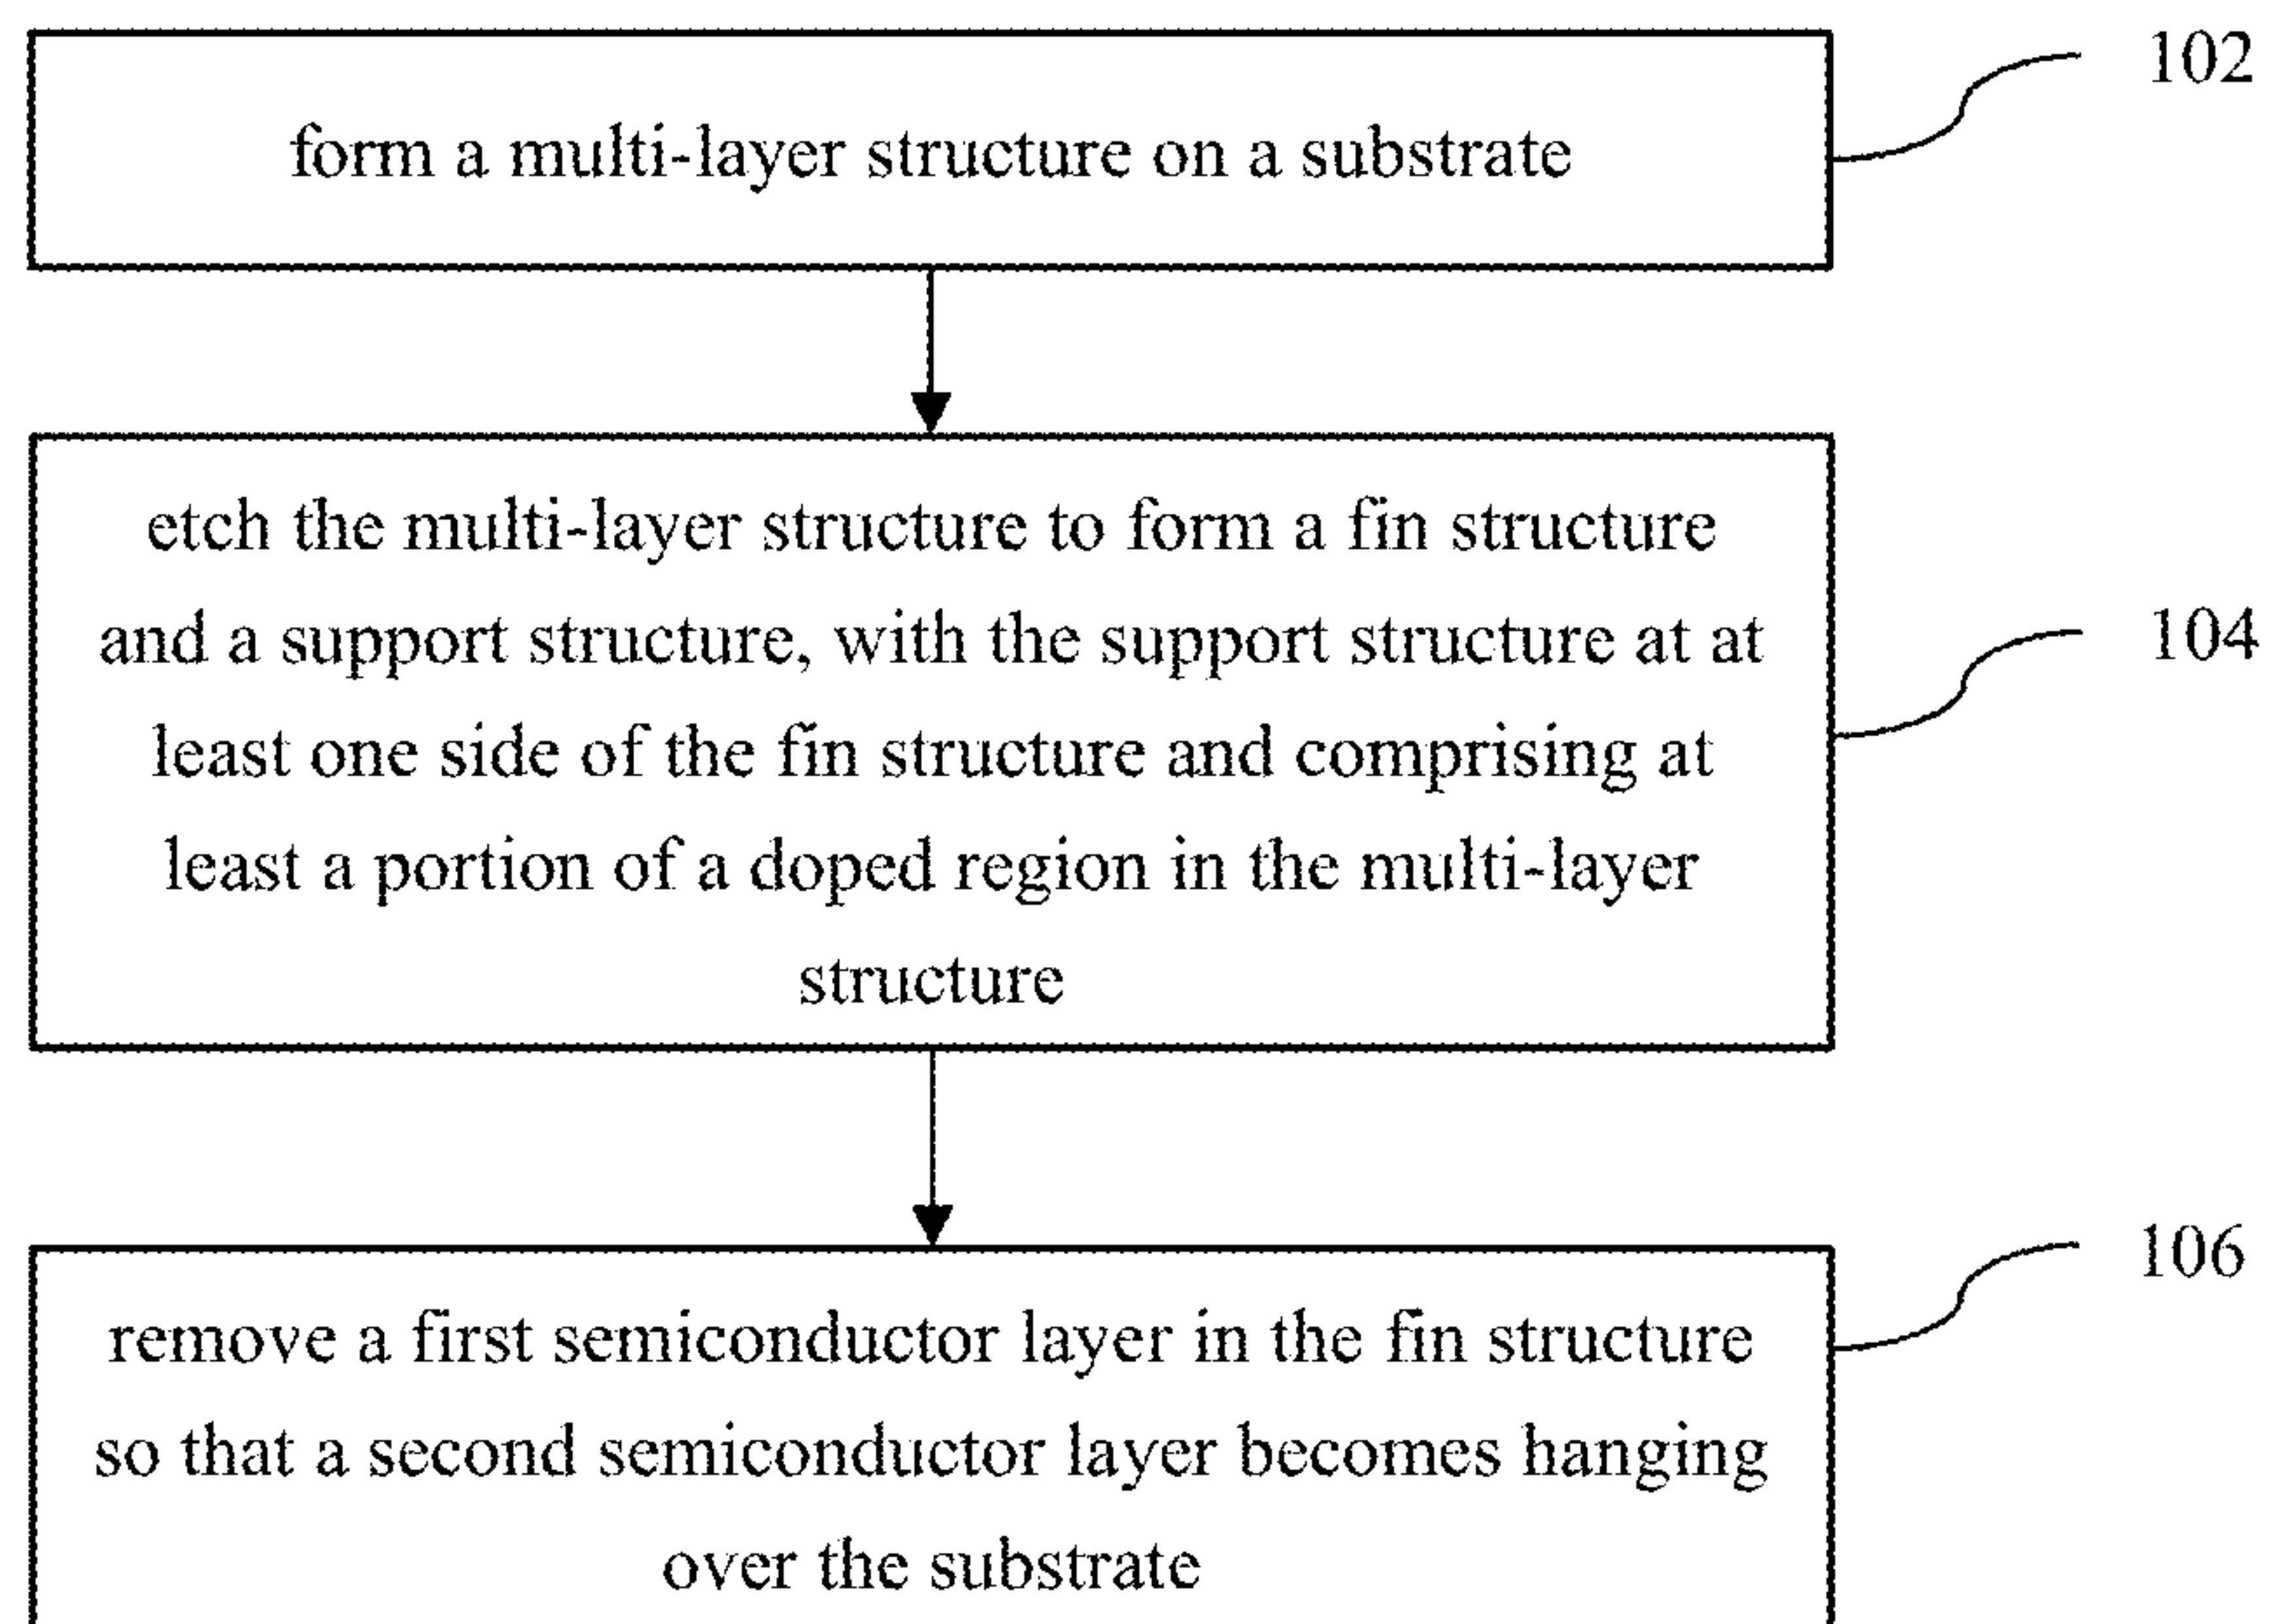 102
form a multi-layer structure on a substrate
etch the multi-layer structure to form a fin structure
and a support structure, with the support structure at at
104
least one side of the fin structure and comprising at
least a portion of a doped region in the multi-layer
structure
106
remove a first semiconductor layer in the fin structure
so that a second semiconductor layer becomes hanging
over the substrate